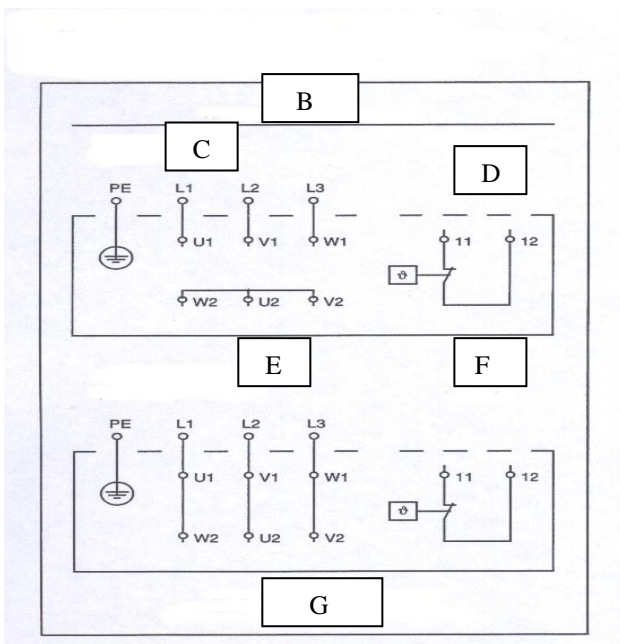 B
C
D
PE L1 L2 L3
U1 V1 W1 11 12
ϑ
W2 U2 V2
E F
PE L1 L2 L3
U1 V1 W1 11 12
ϑ
W2 U2 V2
G